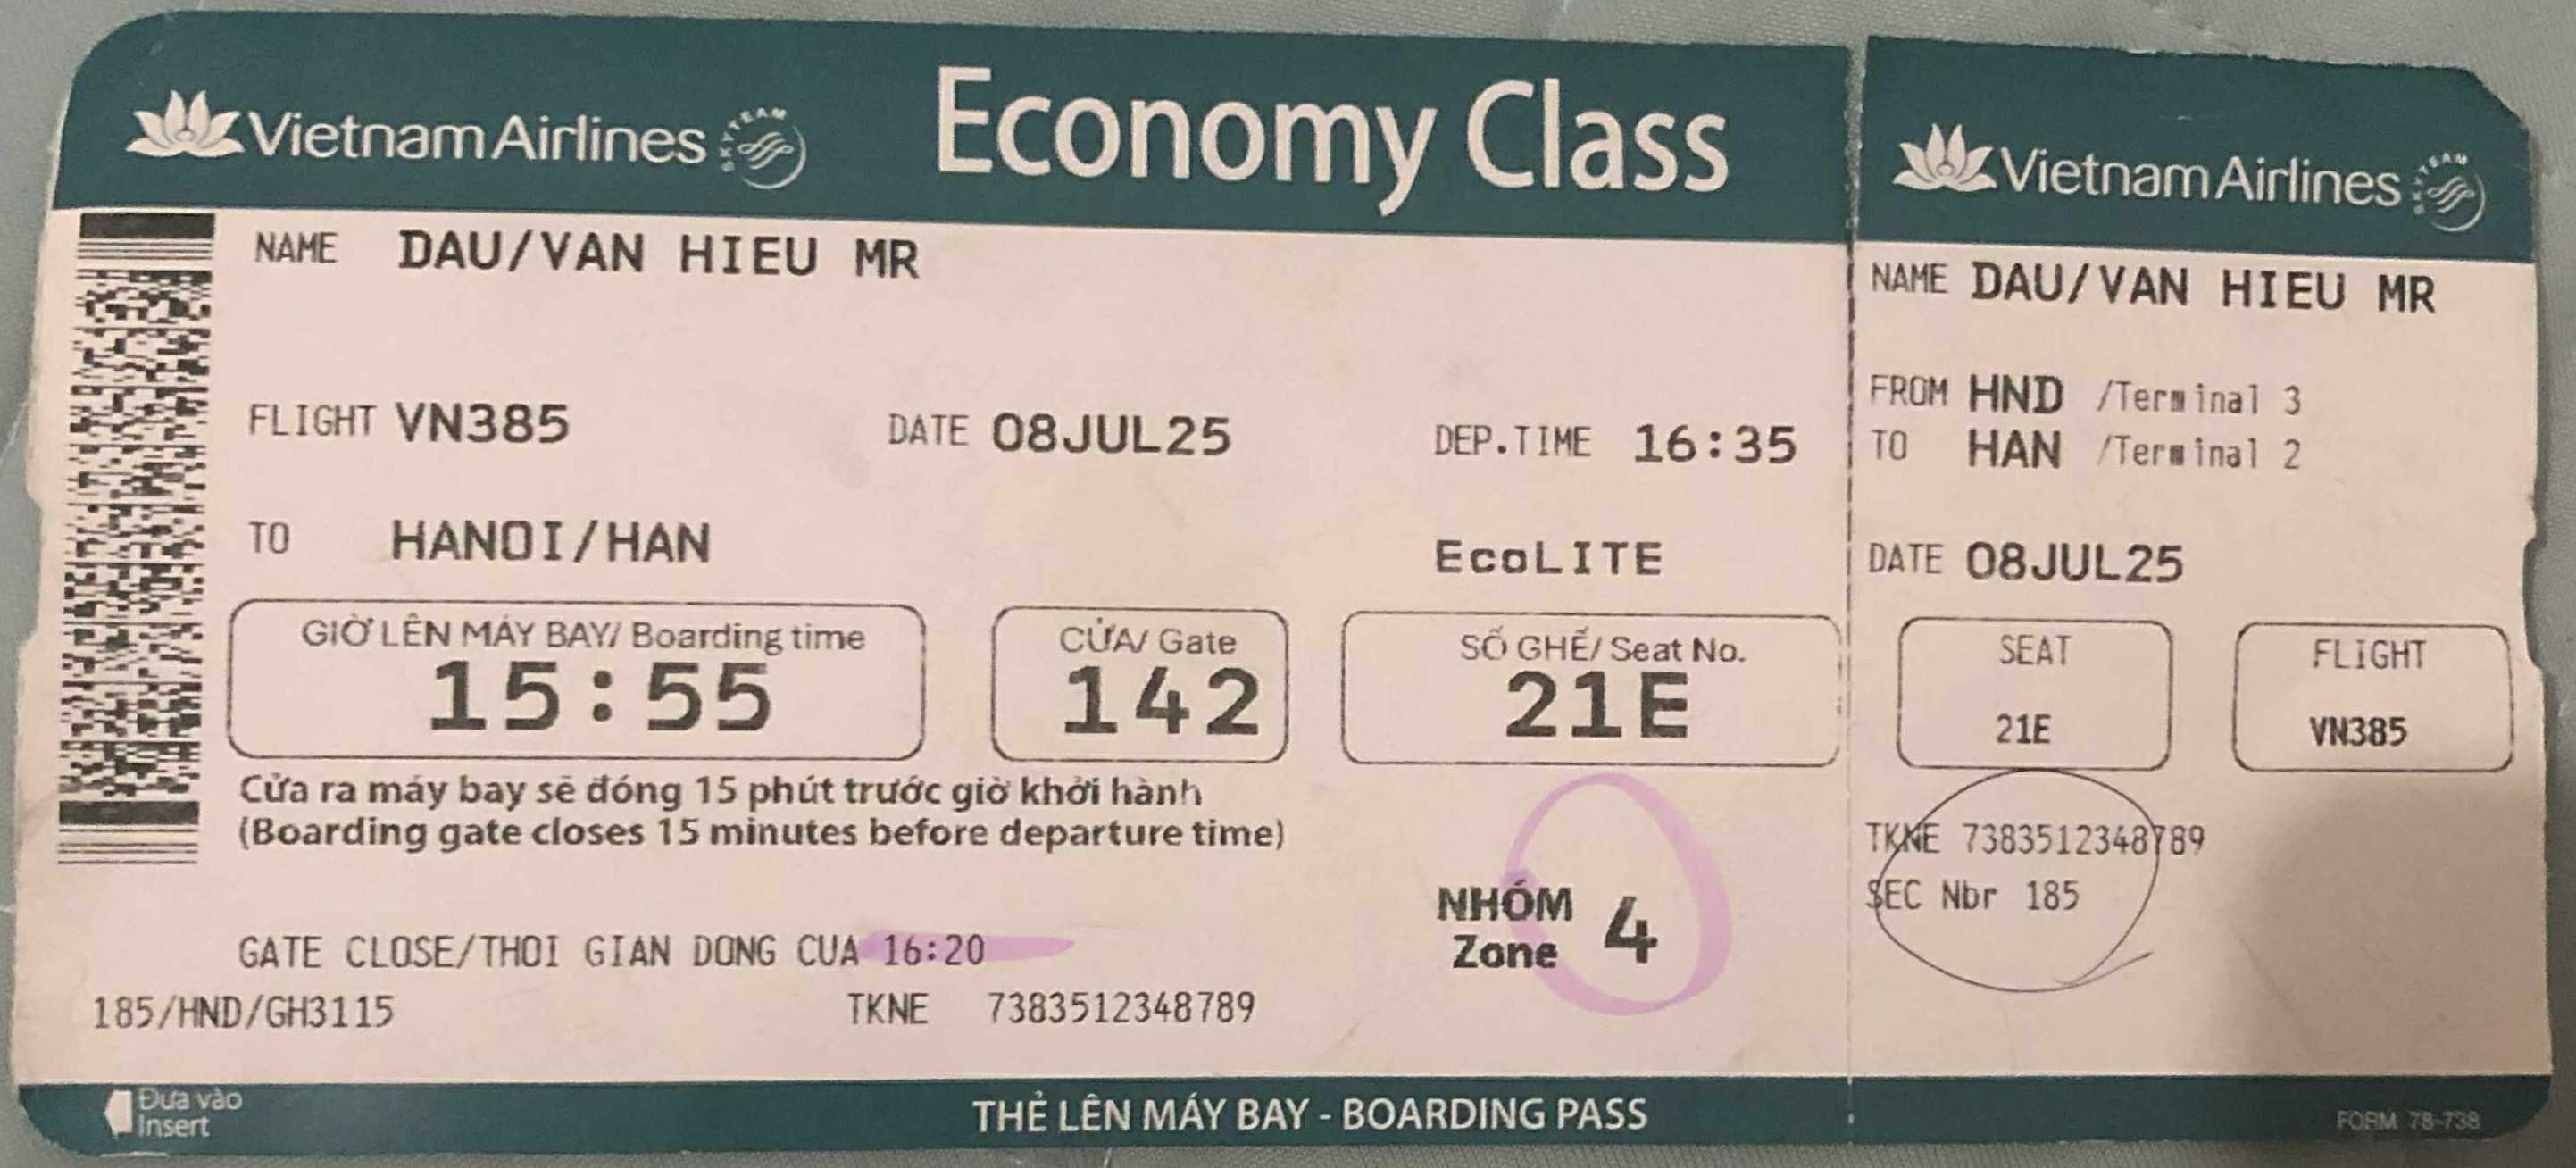 Vietnam Airlines SKYTEAM Economy Class
NAME DAU/VAN HIEU MR
FLIGHT VN385 DATE 08JUL25 DEP.TIME 16:35
TO HANOI/HAN EcoLITE
GIỜ LÊN MÁY BAY/ Boarding time CỬA/ Gate SỐ GHẾ/ Seat No.
15:55 142 21E
Cửa ra máy bay sẽ đóng 15 phút trước giờ khởi hành
(Boarding gate closes 15 minutes before departure time)
NHÓM
Zone 4
GATE CLOSE/THOI GIAN DONG CUA 16:20
185/HND/GH3115 TKNE 7383512348789
Đưa vào
Insert
THẺ LÊN MÁY BAY - BOARDING PASS
Vietnam Airlines SKYTEAM
NAME DAU/VAN HIEU MR
FROM HND /Terminal 3
TO HAN /Terminal 2
DATE 08JUL25
SEAT FLIGHT
21E VN385
TKNE 7383512348789
SEC Nbr 185
FORM 78-738